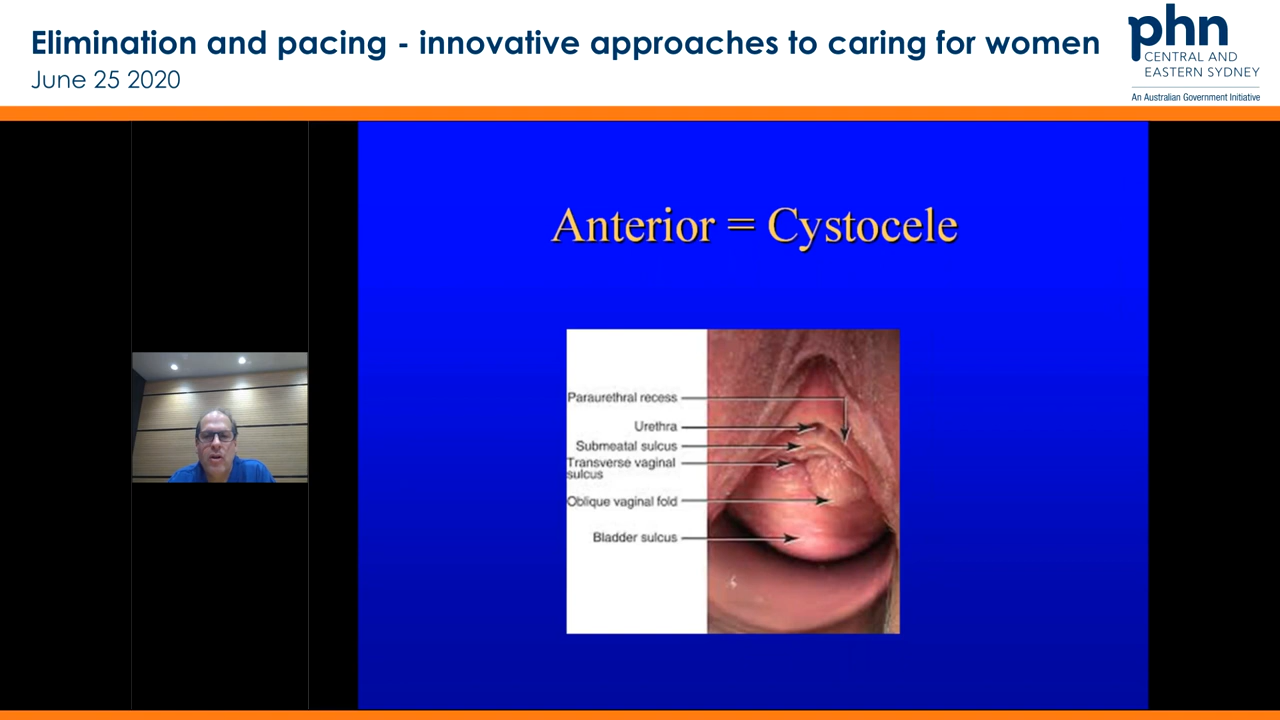 Elimination and pacing - innovative approaches to caring for women
June 25 2020
phn
CENTRAL AND
EASTERN SYDNEY
An Australian Government Initiative
Anterior = Cystocele
Paraurethral recess
Urethra
Submeatal sulcus
Transverse vaginal
sulcus
Oblique vaginal fold
Bladder sulcus